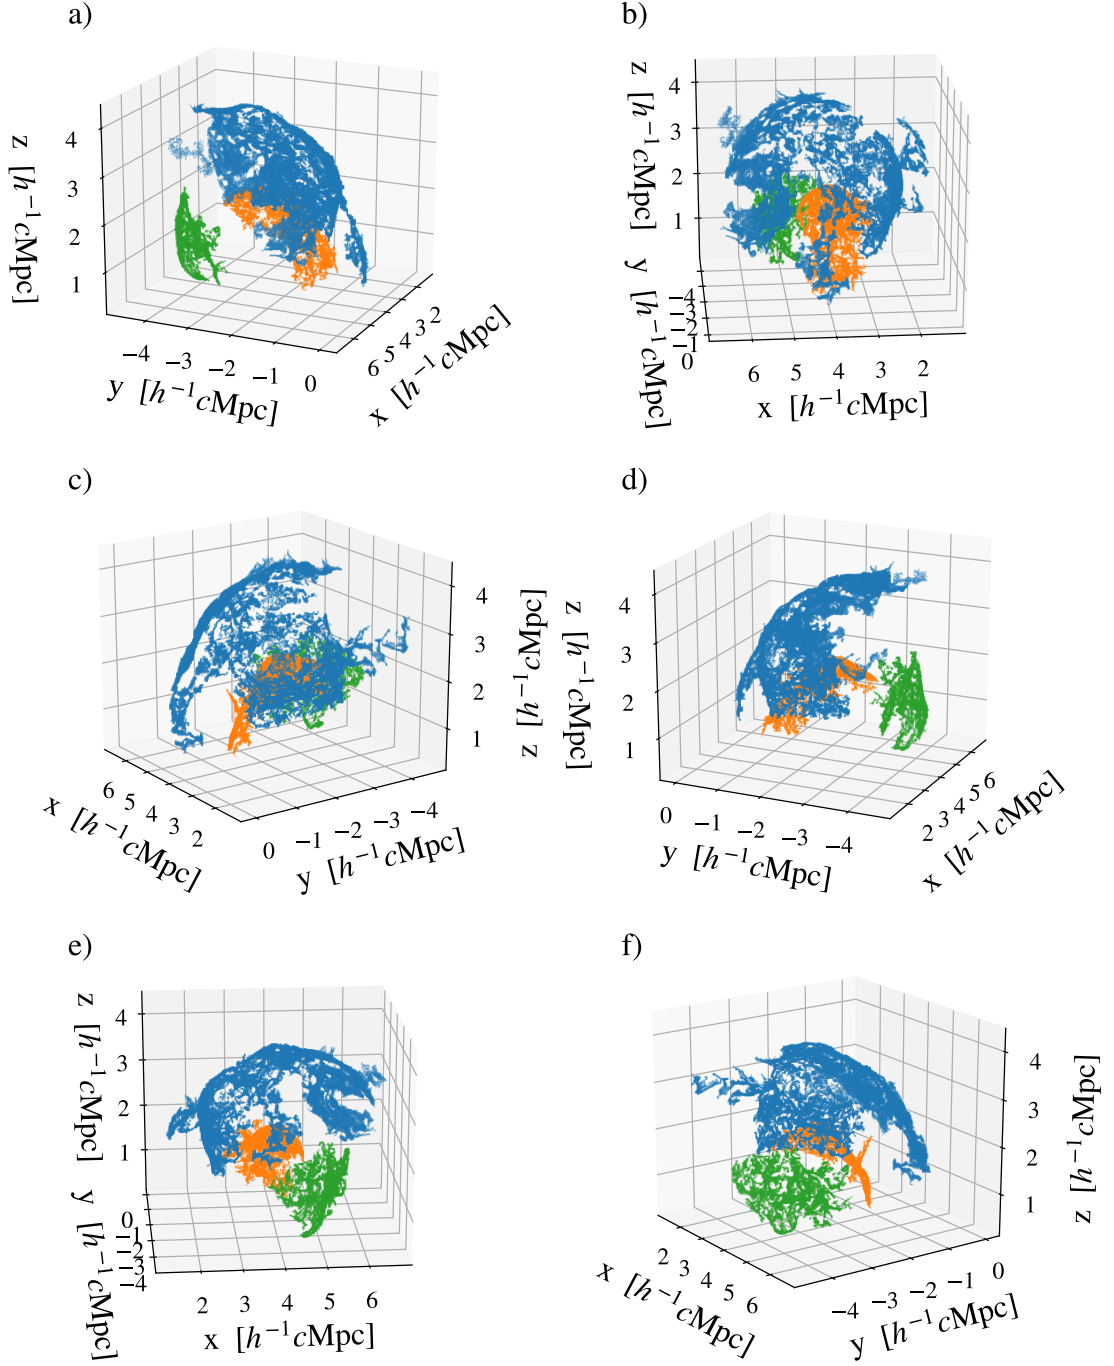 a)
z [h⁻¹cMpc]
4
3
2
1
−4 −3 −2 −1 0
y [h⁻¹cMpc]
6 5 4 3 2
x [h⁻¹cMpc]
b)
z [h⁻¹cMpc]
4
3
2
1
y [h⁻¹cMpc]
−4
−3
−2
−1
0
6 5 4 3 2
x [h⁻¹cMpc]
c)
z [h⁻¹cMpc]
4
3
2
1
6 5 4 3 2
x [h⁻¹cMpc]
0 −1 −2 −3 −4
y [h⁻¹cMpc]
d)
z [h⁻¹cMpc]
4
3
2
1
0 −1 −2 −3 −4
y [h⁻¹cMpc]
2 3 4 5 6
x [h⁻¹cMpc]
e)
z [h⁻¹cMpc]
4
3
2
1
y [h⁻¹cMpc]
0
−1
−2
−3
−4
2 3 4 5 6
x [h⁻¹cMpc]
f)
z [h⁻¹cMpc]
4
3
2
1
2 3 4 5 6
x [h⁻¹cMpc]
−4 −3 −2 −1 0
y [h⁻¹cMpc]